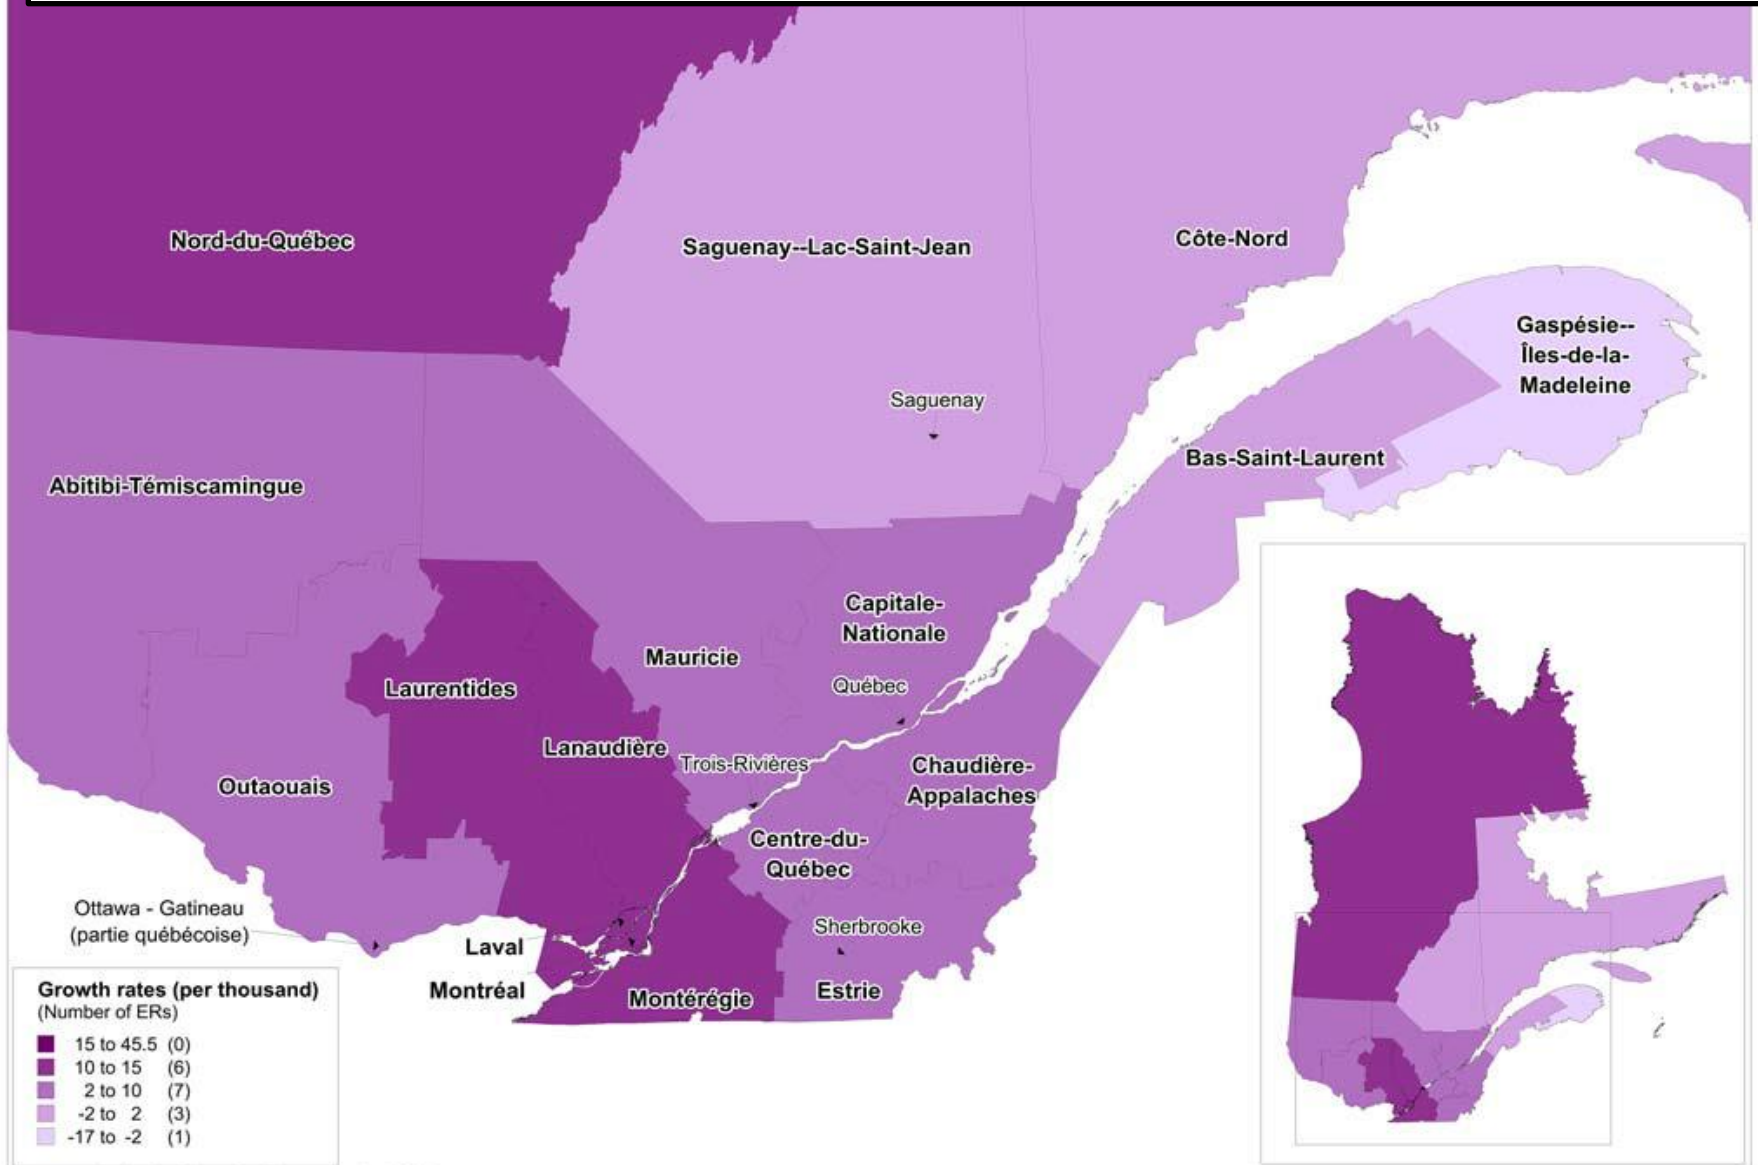 Nord-du-Québec
Saguenay--Lac-Saint-Jean
Côte-Nord
Gaspésie--
Îles-de-la-
Madeleine
Saguenay
Bas-Saint-Laurent
Abitibi-Témiscamingue
Capitale-
Nationale
Mauricie
Québec
Laurentides
Lanaudière
Trois-Rivières
Chaudière-
Appalaches
Outaouais
Centre-du-
Québec
Ottawa - Gatineau
(partie québécoise)
Sherbrooke
Laval
Montréal
Montérégie
Estrie
Growth rates (per thousand)
(Number of ERs)
15 to 45.5 (0)
10 to 15 (6)
2 to 10 (7)
-2 to 2 (3)
-17 to -2 (1)